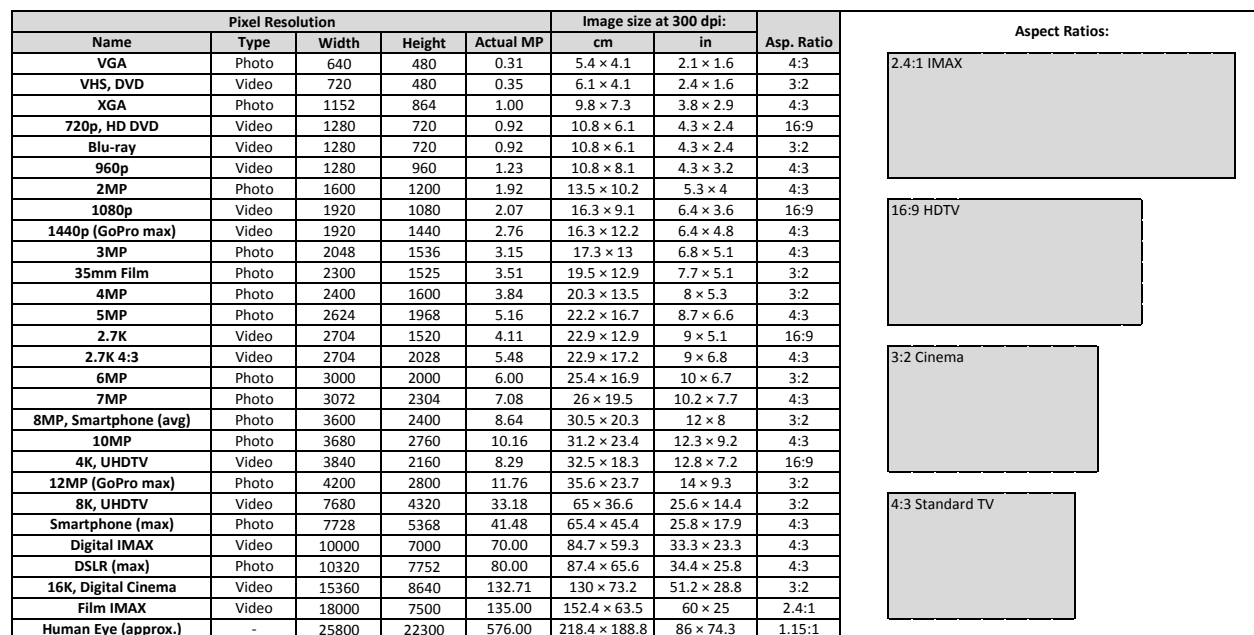 Pixel Resolution Image size at 300 dpi:
Name Type Width Height Actual MP cm in Asp. Ratio
VGA Photo 640 480 0.31 5.4 × 4.1 2.1 × 1.6 4:3
VHS, DVD Video 720 480 0.35 6.1 × 4.1 2.4 × 1.6 3:2
XGA Photo 1152 864 1.00 9.8 × 7.3 3.8 × 2.9 4:3
720p, HD DVD Video 1280 720 0.92 10.8 × 6.1 4.3 × 2.4 16:9
Blu-ray Video 1280 720 0.92 10.8 × 6.1 4.3 × 2.4 3:2
960p Video 1280 960 1.23 10.8 × 8.1 4.3 × 3.2 4:3
2MP Photo 1600 1200 1.92 13.5 × 10.2 5.3 × 4 4:3
1080p Video 1920 1080 2.07 16.3 × 9.1 6.4 × 3.6 16:9
1440p (GoPro max) Video 1920 1440 2.76 16.3 × 12.2 6.4 × 4.8 4:3
3MP Photo 2048 1536 3.15 17.3 × 13 6.8 × 5.1 4:3
35mm Film Photo 2300 1525 3.51 19.5 × 12.9 7.7 × 5.1 3:2
4MP Photo 2400 1600 3.84 20.3 × 13.5 8 × 5.3 3:2
5MP Photo 2624 1968 5.16 22.2 × 16.7 8.7 × 6.6 4:3
2.7K Video 2704 1520 4.11 22.9 × 12.9 9 × 5.1 16:9
2.7K 4:3 Video 2704 2028 5.48 22.9 × 17.2 9 × 6.8 4:3
6MP Photo 3000 2000 6.00 25.4 × 16.9 10 × 6.7 3:2
7MP Photo 3072 2304 7.08 26 × 19.5 10.2 × 7.7 4:3
8MP, Smartphone (avg) Photo 3600 2400 8.64 30.5 × 20.3 12 × 8 3:2
10MP Photo 3680 2760 10.16 31.2 × 23.4 12.3 × 9.2 4:3
4K, UHDTV Video 3840 2160 8.29 32.5 × 18.3 12.8 × 7.2 16:9
12MP (GoPro max) Photo 4200 2800 11.76 35.6 × 23.7 14 × 9.3 3:2
8K, UHDTV Video 7680 4320 33.18 65 × 36.6 25.6 × 14.4 3:2
Smartphone (max) Photo 7728 5368 41.48 65.4 × 45.4 25.8 × 17.9 4:3
Digital IMAX Video 10000 7000 70.00 84.7 × 59.3 33.3 × 23.3 4:3
DSLR (max) Photo 10320 7752 80.00 87.4 × 65.6 34.4 × 25.8 4:3
16K, Digital Cinema Video 15360 8640 132.71 130 × 73.2 51.2 × 28.8 3:2
Film IMAX Video 18000 7500 135.00 152.4 × 63.5 60 × 25 2.4:1
Human Eye (approx.) - 25800 22300 576.00 218.4 × 188.8 86 × 74.3 1.15:1
Aspect Ratios:
2.4:1 IMAX
16:9 HDTV
3:2 Cinema
4:3 Standard TV